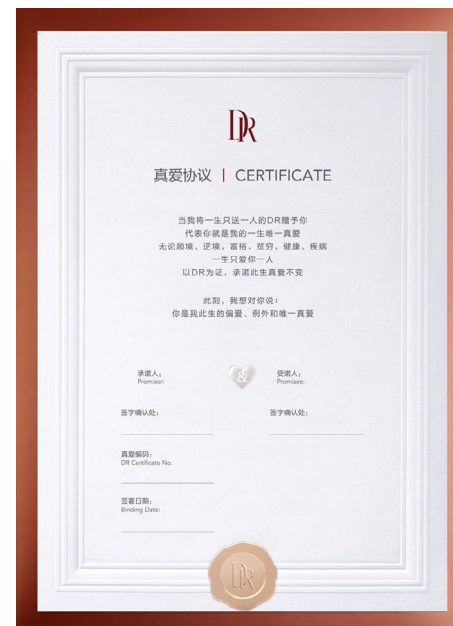 DR
真爱协议 | CERTIFICATE
当我将一生只送一人的DR赠予你
代表你就是我的一生唯一真爱
无论顺境、逆境,富裕、贫穷,健康、疾病
一生只爱你一人
以DR为证,承诺此生真爱不变
此刻,我想对你说:
你是我此生的偏爱、例外和唯一真爱
承诺人:
Promisor:
&
受诺人:
Promisee:
签字确认处:
签字确认处:
真爱编码:
DR Certificate No.
签署日期:
Binding Date:
DR